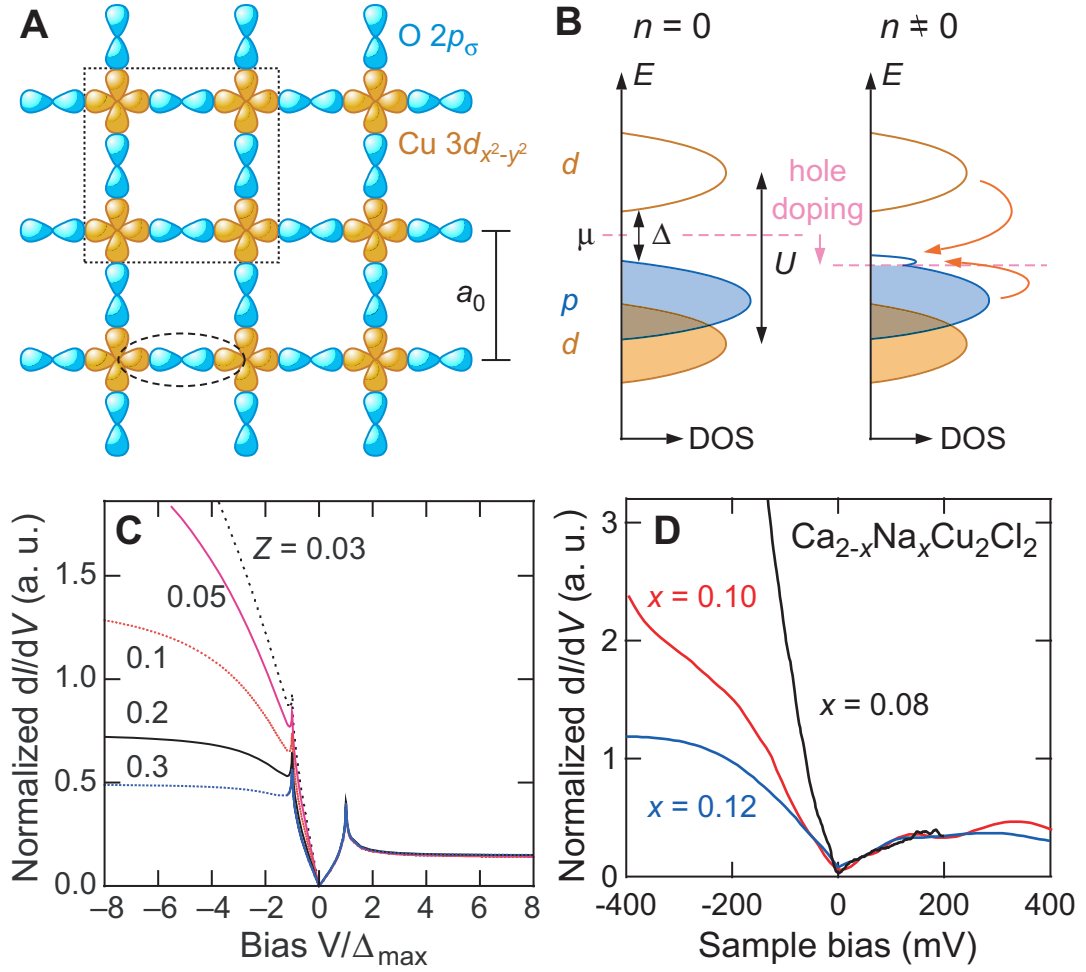 A
O 2pσ
Cu 3dx²-y²
a₀
B
n = 0
n ≠ 0
E
d
hole
doping
μ
Δ
U
p
d
DOS
DOS
C
Z = 0.03
0.05
0.1
0.2
0.3
Normalized dI/dV (a. u.)
1.5
1.0
0.5
0.0
–8
–6
–4
–2
0
2
4
6
8
Bias V/Δmax
D
Ca2-xNaxCu2Cl2
x = 0.10
x = 0.08
x = 0.12
Normalized dI/dV (a. u.)
3
2
1
0
-400
-200
0
200
400
Sample bias (mV)